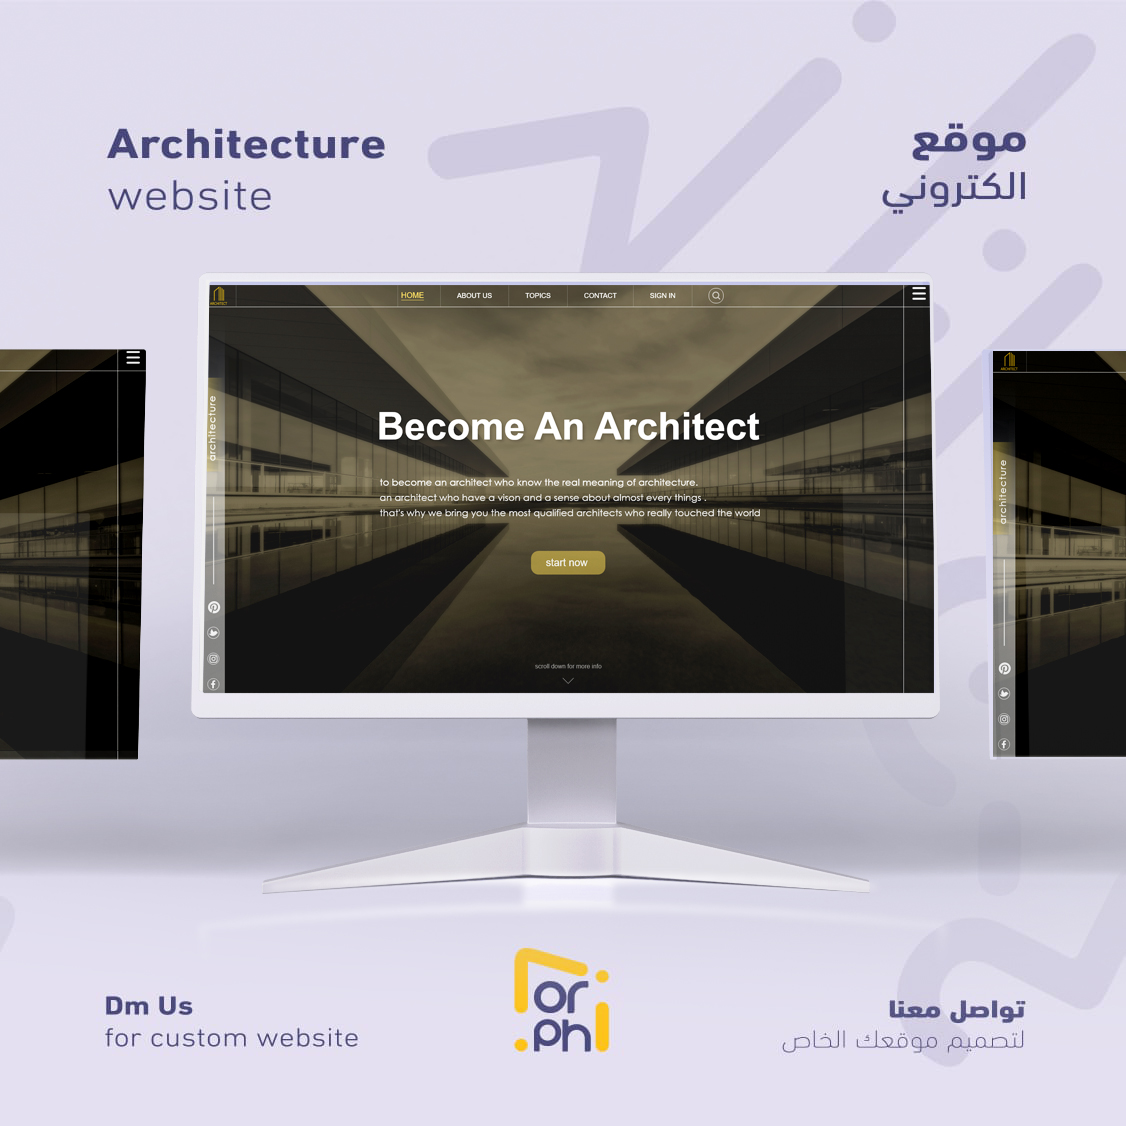 Architecture
website
موقع
الكتروني
ARCHITECT
HOME
ABOUT US
TOPICS
CONTACT
SIGN IN
architecture
Become An Architect
to become an architect who know the real meaning of architecture.
an architect who have a vison and a sense about almost every things .
that's why we bring you the most qualified architects who really touched the world
start now
scroll down for more info
ARCHITECT
architecture
Dm Us
for custom website
or
ph
تواصل معنا
لتصميم موقعك الخاص